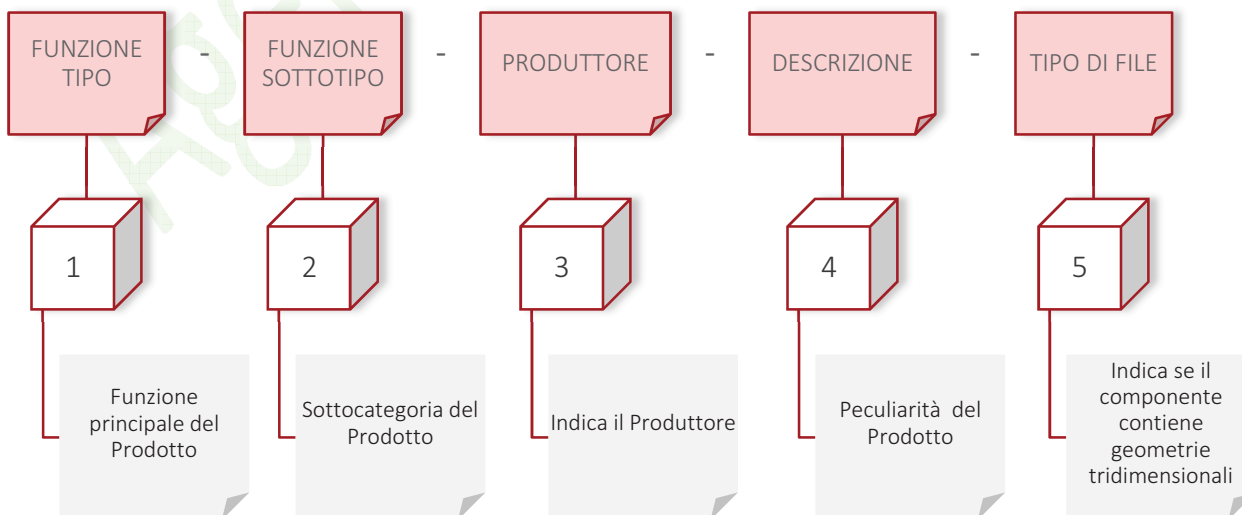 FUNZIONE
TIPO
-
FUNZIONE
SOTTOTIPO
-
PRODUTTORE
-
DESCRIZIONE
-
TIPO DI FILE
1
2
3
4
5
Funzione
principale del
Prodotto
Sottocategoria del
Prodotto
Indica il Produttore
Peculiarità del
Prodotto
Indica se il
componente
contiene
geometrie
tridimensionali